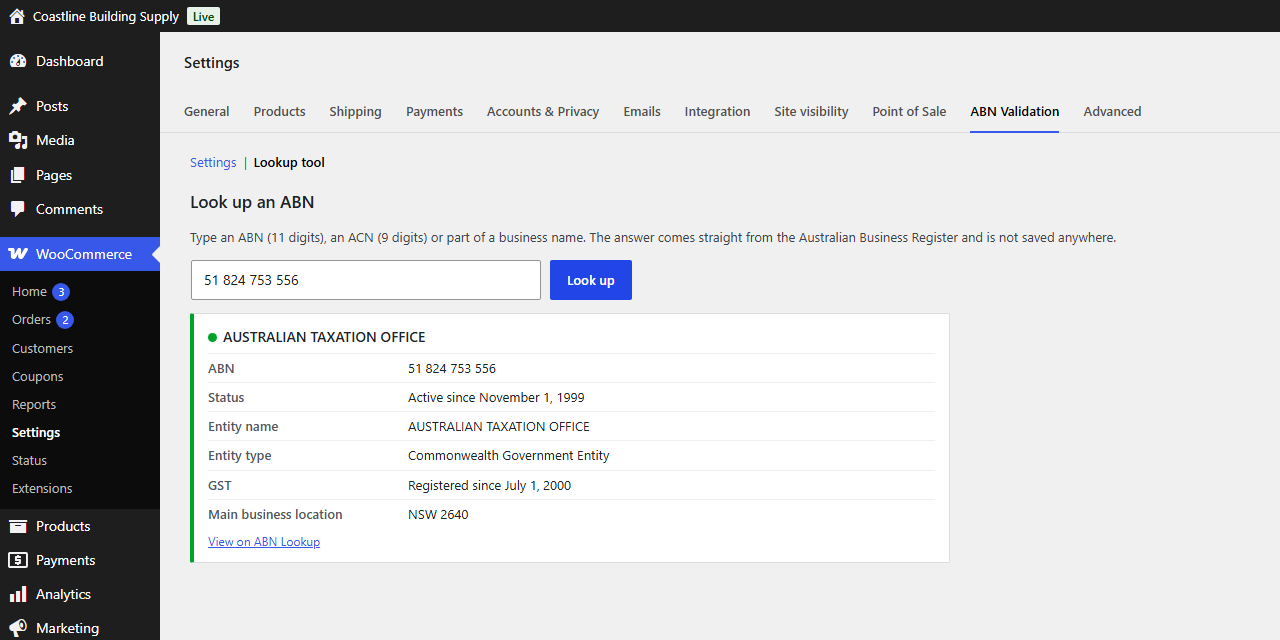 Coastline Building Supply Live
Dashboard
Posts
Media
Pages
Comments
WooCommerce
Home 3
Orders 2
Customers
Coupons
Reports
Settings
Status
Extensions
Products
Payments
Analytics
Marketing
Settings
General Products Shipping Payments Accounts & Privacy Emails Integration Site visibility Point of Sale ABN Validation Advanced
Settings | Lookup tool
Look up an ABN
Type an ABN (11 digits), an ACN (9 digits) or part of a business name. The answer comes straight from the Australian Business Register and is not saved anywhere.
51 824 753 556 Look up
AUSTRALIAN TAXATION OFFICE
ABN 51 824 753 556
Status Active since November 1, 1999
Entity name AUSTRALIAN TAXATION OFFICE
Entity type Commonwealth Government Entity
GST Registered since July 1, 2000
Main business location NSW 2640
View on ABN Lookup